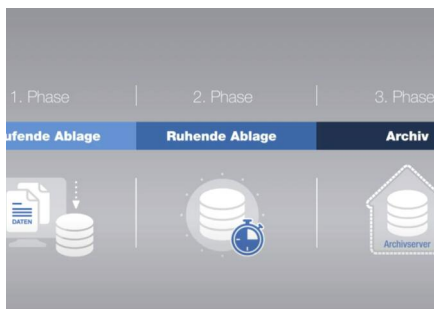 1. Phase
2. Phase
3. Phase
ufende Ablage
Ruhende Ablage
Archiv
DATEN
Archivserver